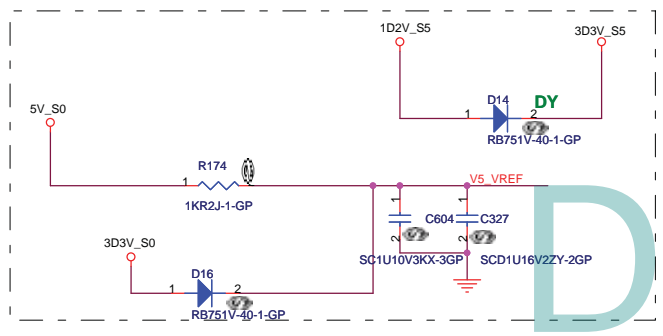 1D2V_S5
3D3V_S5
D14
DY
1
2
RB751V-40-1-GP
5V_S0
R174
1
1KR2J-1-GP
V5_VREF
1
1
C604
C327
2
2
SC1U10V3KX-3GP
SCD1U16V2ZY-2GP
3D3V_S0
D16
1
2
RB751V-40-1-GP
D